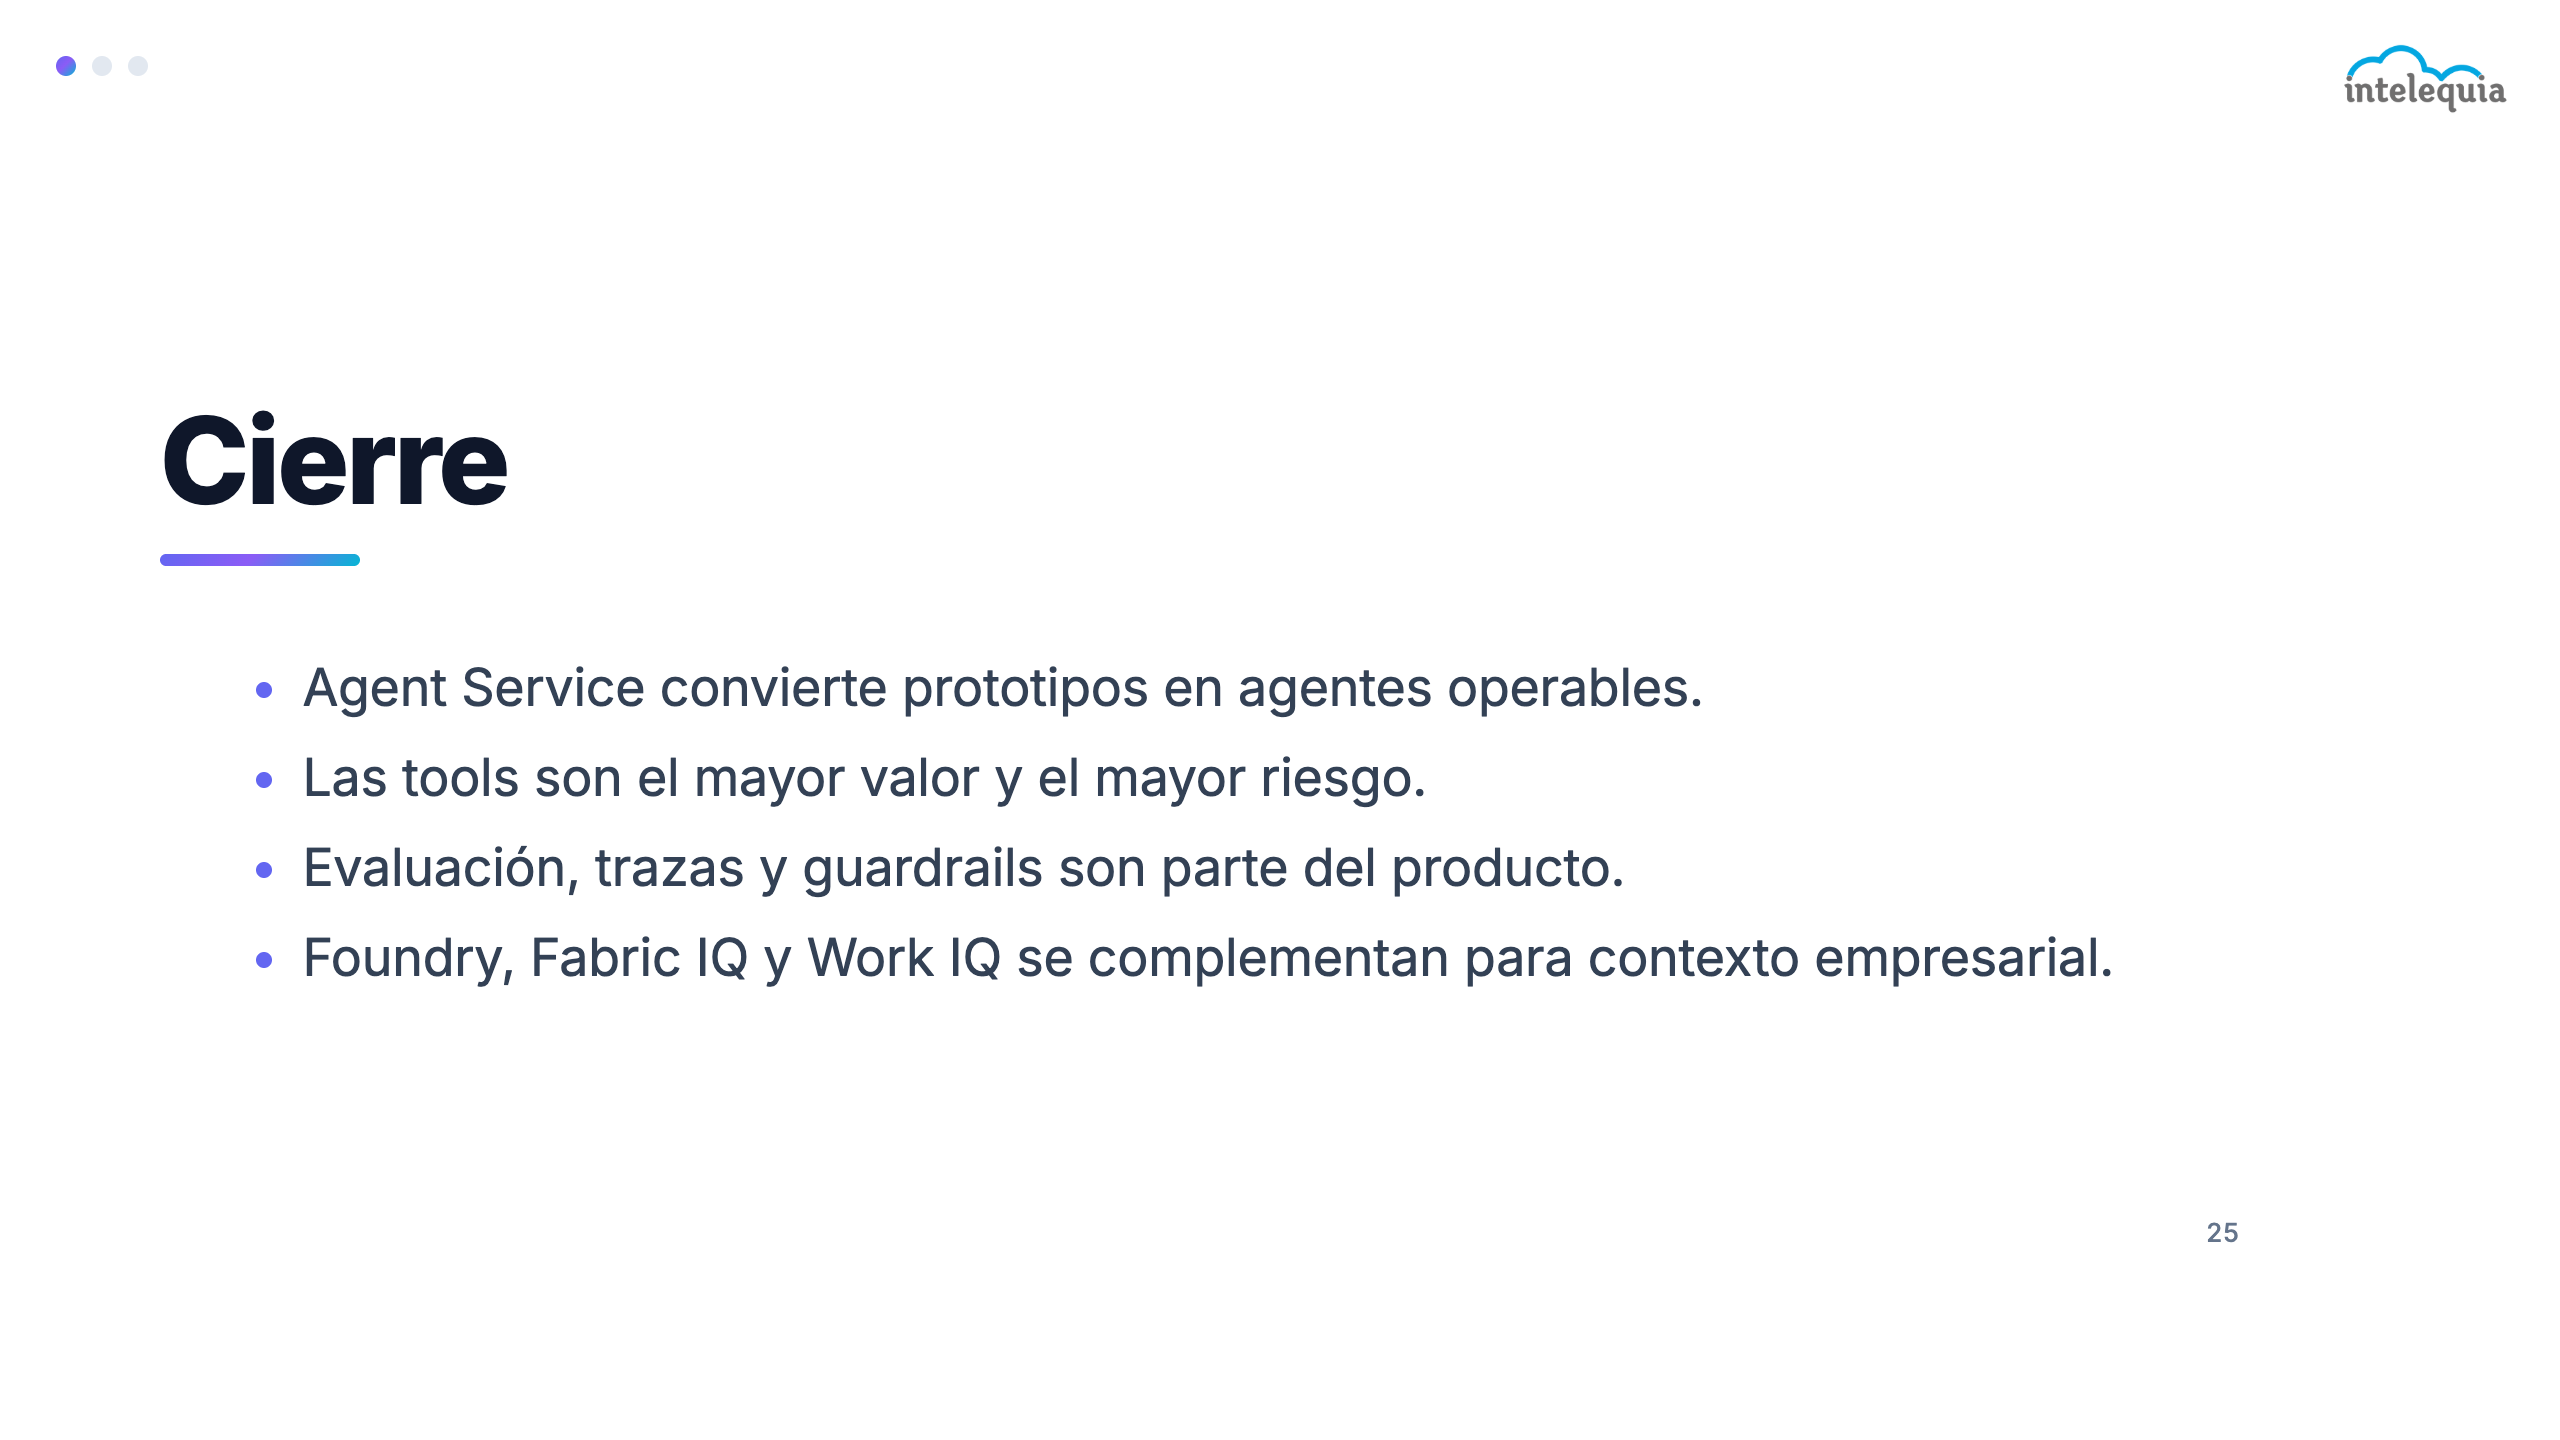 intelequia
Cierre
Agent Service convierte prototipos en agentes operables.
Las tools son el mayor valor y el mayor riesgo.
Evaluación, trazas y guardrails son parte del producto.
Foundry, Fabric IQ y Work IQ se complementan para contexto empresarial.
25